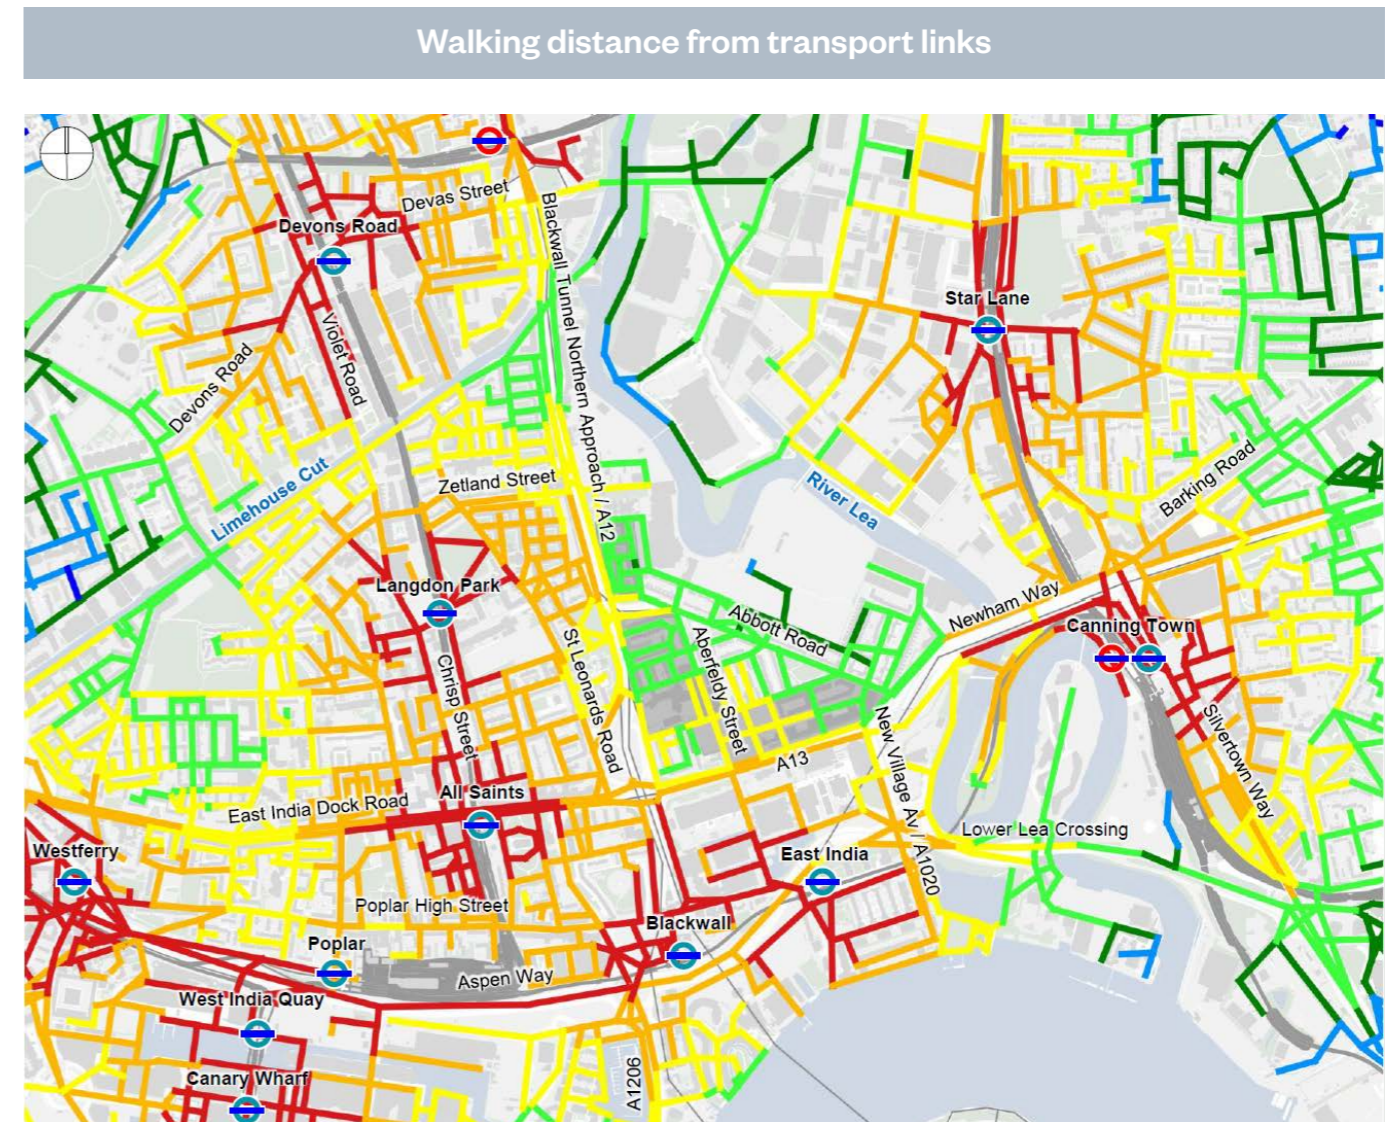 Walking distance from transport links
Devas Street
Devons Road
Blackwall Tunnel Northern Approach / A12
Star Lane
Violet Road
Devons Road
Limehouse Cut
Zetland Street
River Lea
Barking Road
Langdon Park
Abbott Road
Newham Way
Canning Town
St Leonards Road
Aberfeldy Street
Chrisp Street
New Village Av / A1020
Silvertown Way
A13
East India Dock Road
All Saints
Lower Lea Crossing
Westferry
East India
Poplar High Street
Blackwall
Poplar
Aspen Way
West India Quay
Canary Wharf
A1206